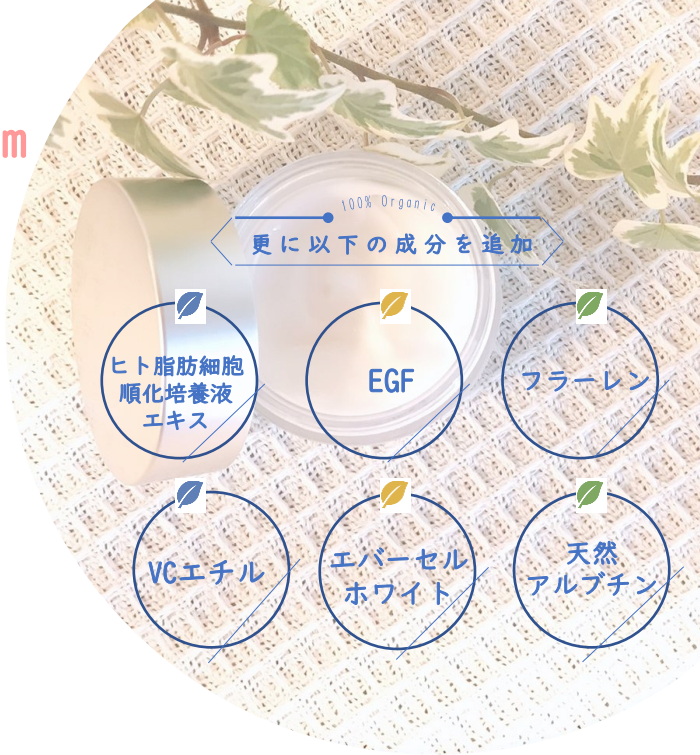 m
100% Organic
更に以下の成分を追加
ヒト脂肪細胞
順化培養液
エキス
EGF
フラーレン
VCエチル
エバーセル
ホワイト
天然
アルブチン